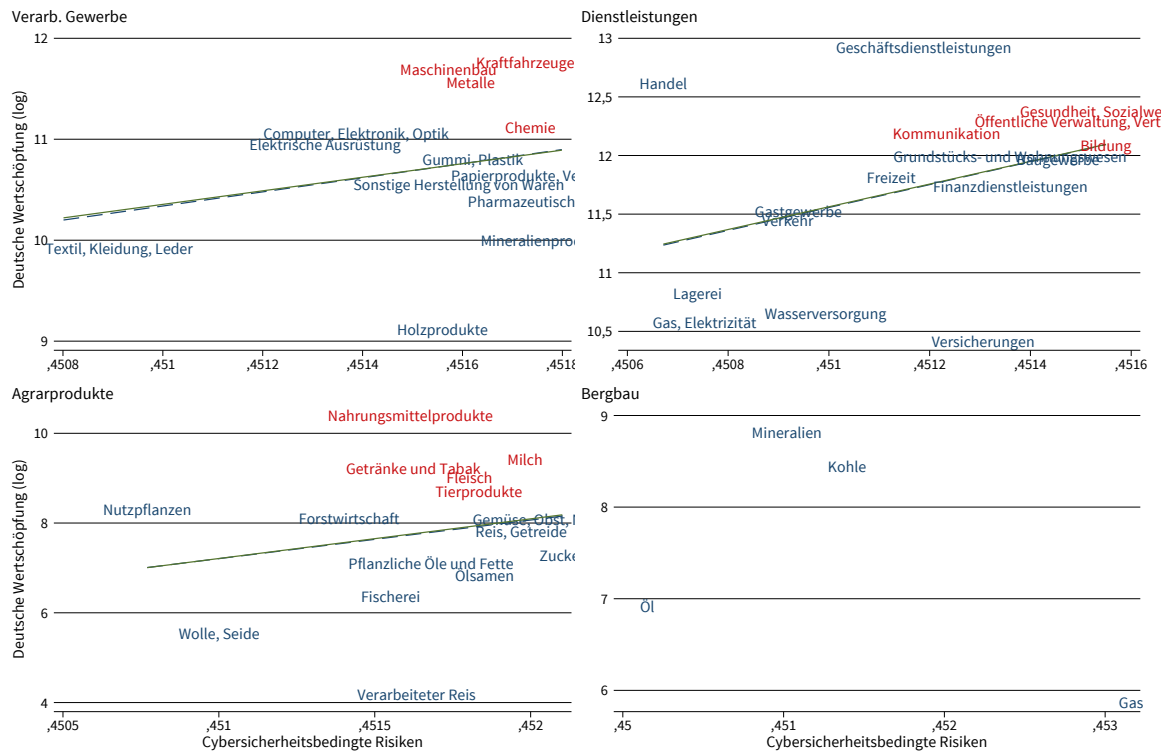 Verarb. Gewerbe
Deutsche Wertschöpfung (log)
12
11
10
9
Kraftfahrzeuge
Maschinenbau
Metalle
Chemie
Computer, Elektronik, Optik
Elektrische Ausrüstung
Gummi, Plastik
Papierprodukte, Ve
Sonstige Herstellung von Waren
Pharmazeutisch
Mineralienpro
Textil, Kleidung, Leder
Holzprodukte
,4508 ,451 ,4512 ,4514 ,4516 ,4518
Dienstleistungen
13
12,5
12
11,5
11
10,5
Geschäftsdienstleistungen
Handel
Gesundheit, Sozialwe
Öffentliche Verwaltung, Vert
Kommunikation
Bildung
Grundstücks- und Wohnungswesen
Baugewerbe
Freizeit
Finanzdienstleistungen
Gastgewerbe
Verkehr
Lagerei
Wasserversorgung
Gas, Elektrizität
Versicherungen
,4506 ,4508 ,451 ,4512 ,4514 ,4516
Agrarprodukte
Deutsche Wertschöpfung (log)
10
8
6
4
Nahrungsmittelprodukte
Milch
Getränke und Tabak
Fleisch
Tierprodukte
Nutzpflanzen
Forstwirtschaft
Gemüse, Obst, N
Reis, Getreide
Zucke
Pflanzliche Öle und Fette
Ölsamen
Fischerei
Wolle, Seide
Verarbeiteter Reis
,4505 ,451 ,4515 ,452
Cybersicherheitsbedingte Risiken
Bergbau
9
8
7
6
Mineralien
Kohle
Öl
Gas
,45 ,451 ,452 ,453
Cybersicherheitsbedingte Risiken